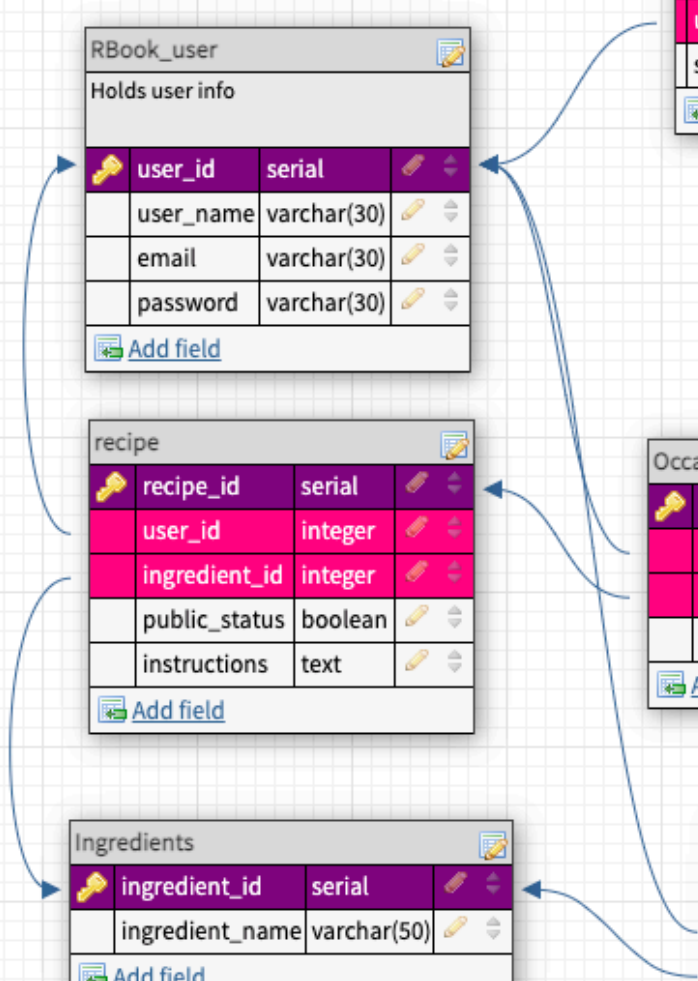 RBook_user
Holds user info
user_id serial
user_name varchar(30)
email varchar(30)
password varchar(30)
Add field
recipe
recipe_id serial
user_id integer
ingredient_id integer
public_status boolean
instructions text
Add field
Occa
Ingredients
ingredient_id serial
ingredient_name varchar(50)
Add field